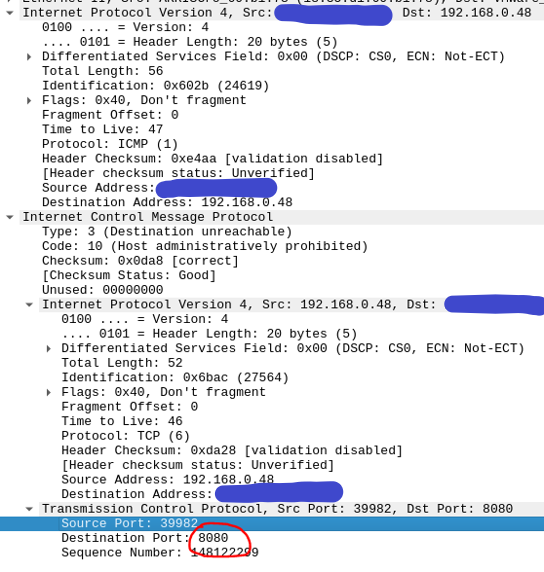 Internet Protocol Version 4, Src: Dst: 192.168.0.48
0100 .... = Version: 4
.... 0101 = Header Length: 20 bytes (5)
Differentiated Services Field: 0x00 (DSCP: CS0, ECN: Not-ECT)
Total Length: 56
Identification: 0x602b (24619)
Flags: 0x40, Don't fragment
Fragment Offset: 0
Time to Live: 47
Protocol: ICMP (1)
Header Checksum: 0xe4aa [validation disabled]
[Header checksum status: Unverified]
Source Address:
Destination Address: 192.168.0.48
Internet Control Message Protocol
Type: 3 (Destination unreachable)
Code: 10 (Host administratively prohibited)
Checksum: 0x0da8 [correct]
[Checksum Status: Good]
Unused: 00000000
Internet Protocol Version 4, Src: 192.168.0.48, Dst:
0100 .... = Version: 4
.... 0101 = Header Length: 20 bytes (5)
Differentiated Services Field: 0x00 (DSCP: CS0, ECN: Not-ECT)
Total Length: 52
Identification: 0x6bac (27564)
Flags: 0x40, Don't fragment
Fragment Offset: 0
Time to Live: 46
Protocol: TCP (6)
Header Checksum: 0xda28 [validation disabled]
[Header checksum status: Unverified]
Source Address: 192.168.0.48
Destination Address:
Transmission Control Protocol, Src Port: 39982, Dst Port: 8080
Source Port: 39982
Destination Port: 8080
Sequence Number: 148122299